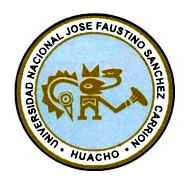 UNIVERSIDAD NACIONAL JOSE FAUSTINO SANCHEZ CARRION
• HUACHO •